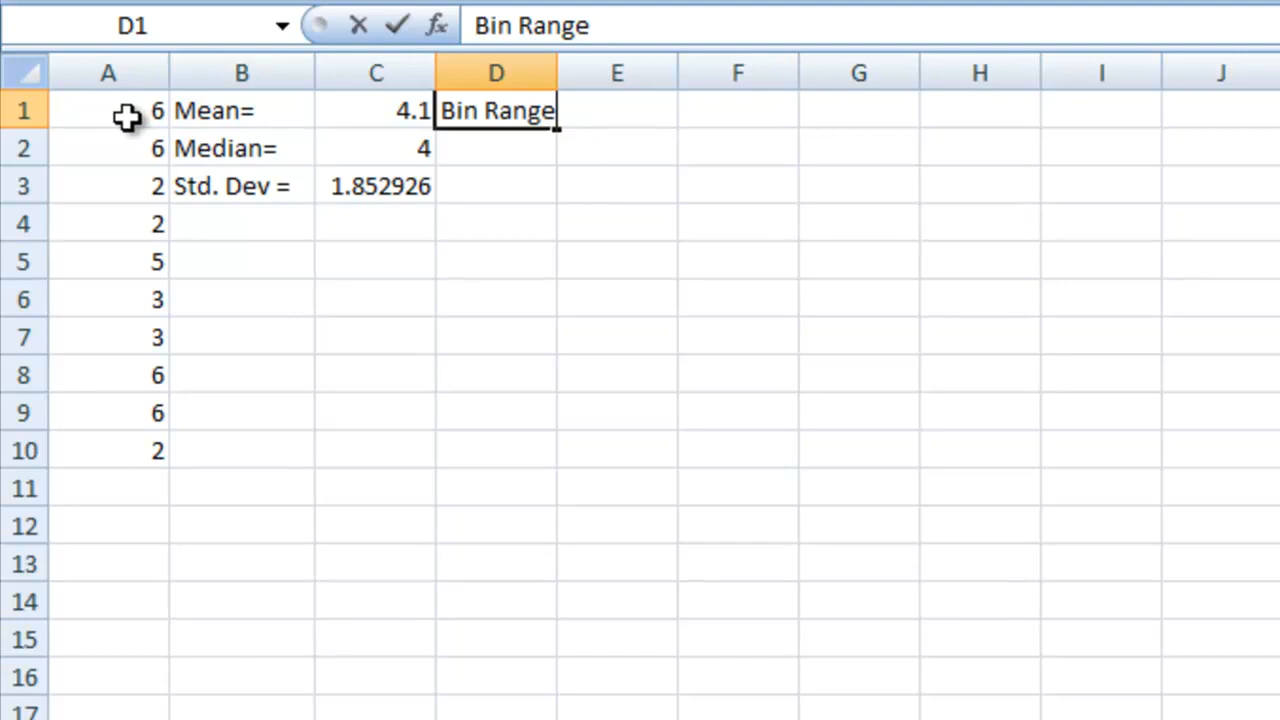 D1 fx Bin Range
A B C D E F G H I J
1 6 Mean= 4.1 Bin Range
2 6 Median= 4
3 2 Std. Dev = 1.852926
4 2
5 5
6 3
7 3
8 6
9 6
10 2
11
12
13
14
15
16
17